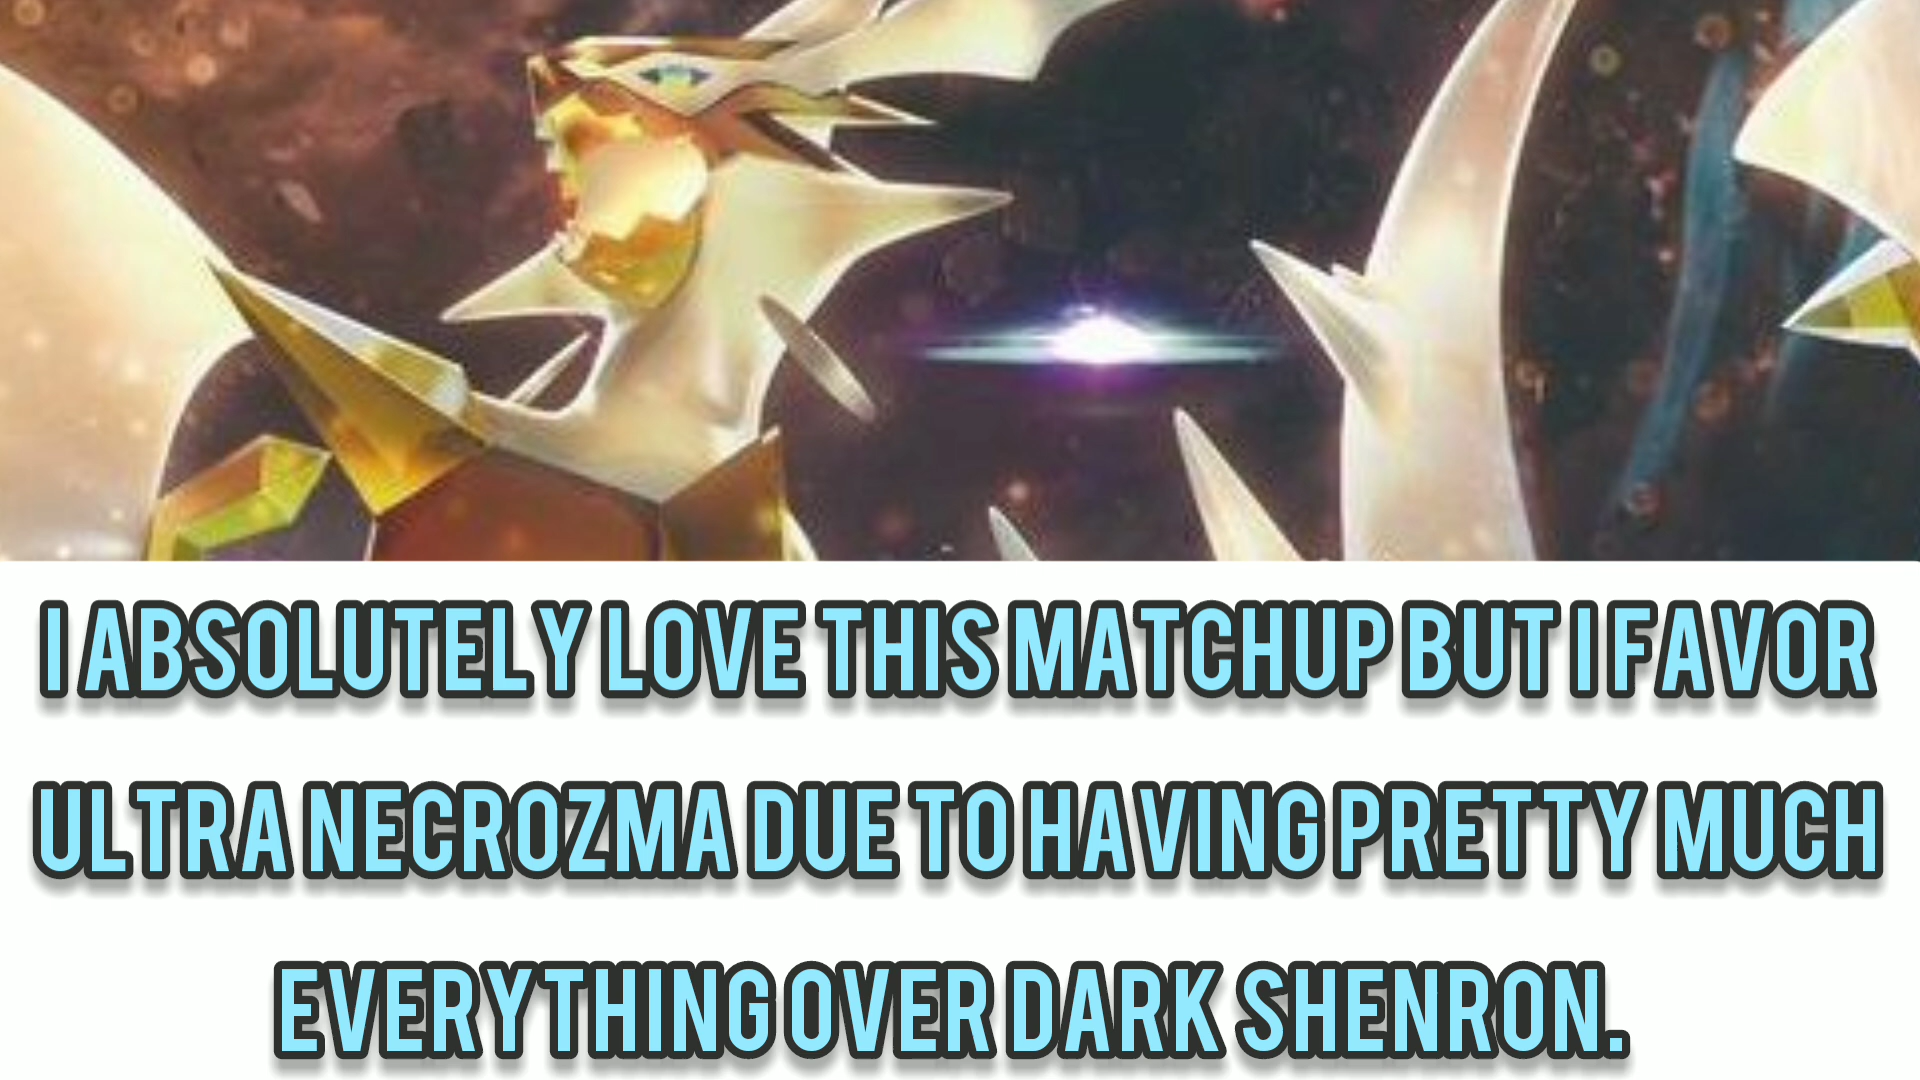 I ABSOLUTELY LOVE THIS MATCHUP BUT I FAVOR
ULTRA NECROZMA DUE TO HAVING PRETTY MUCH
EVERYTHING OVER DARK SHENRON.